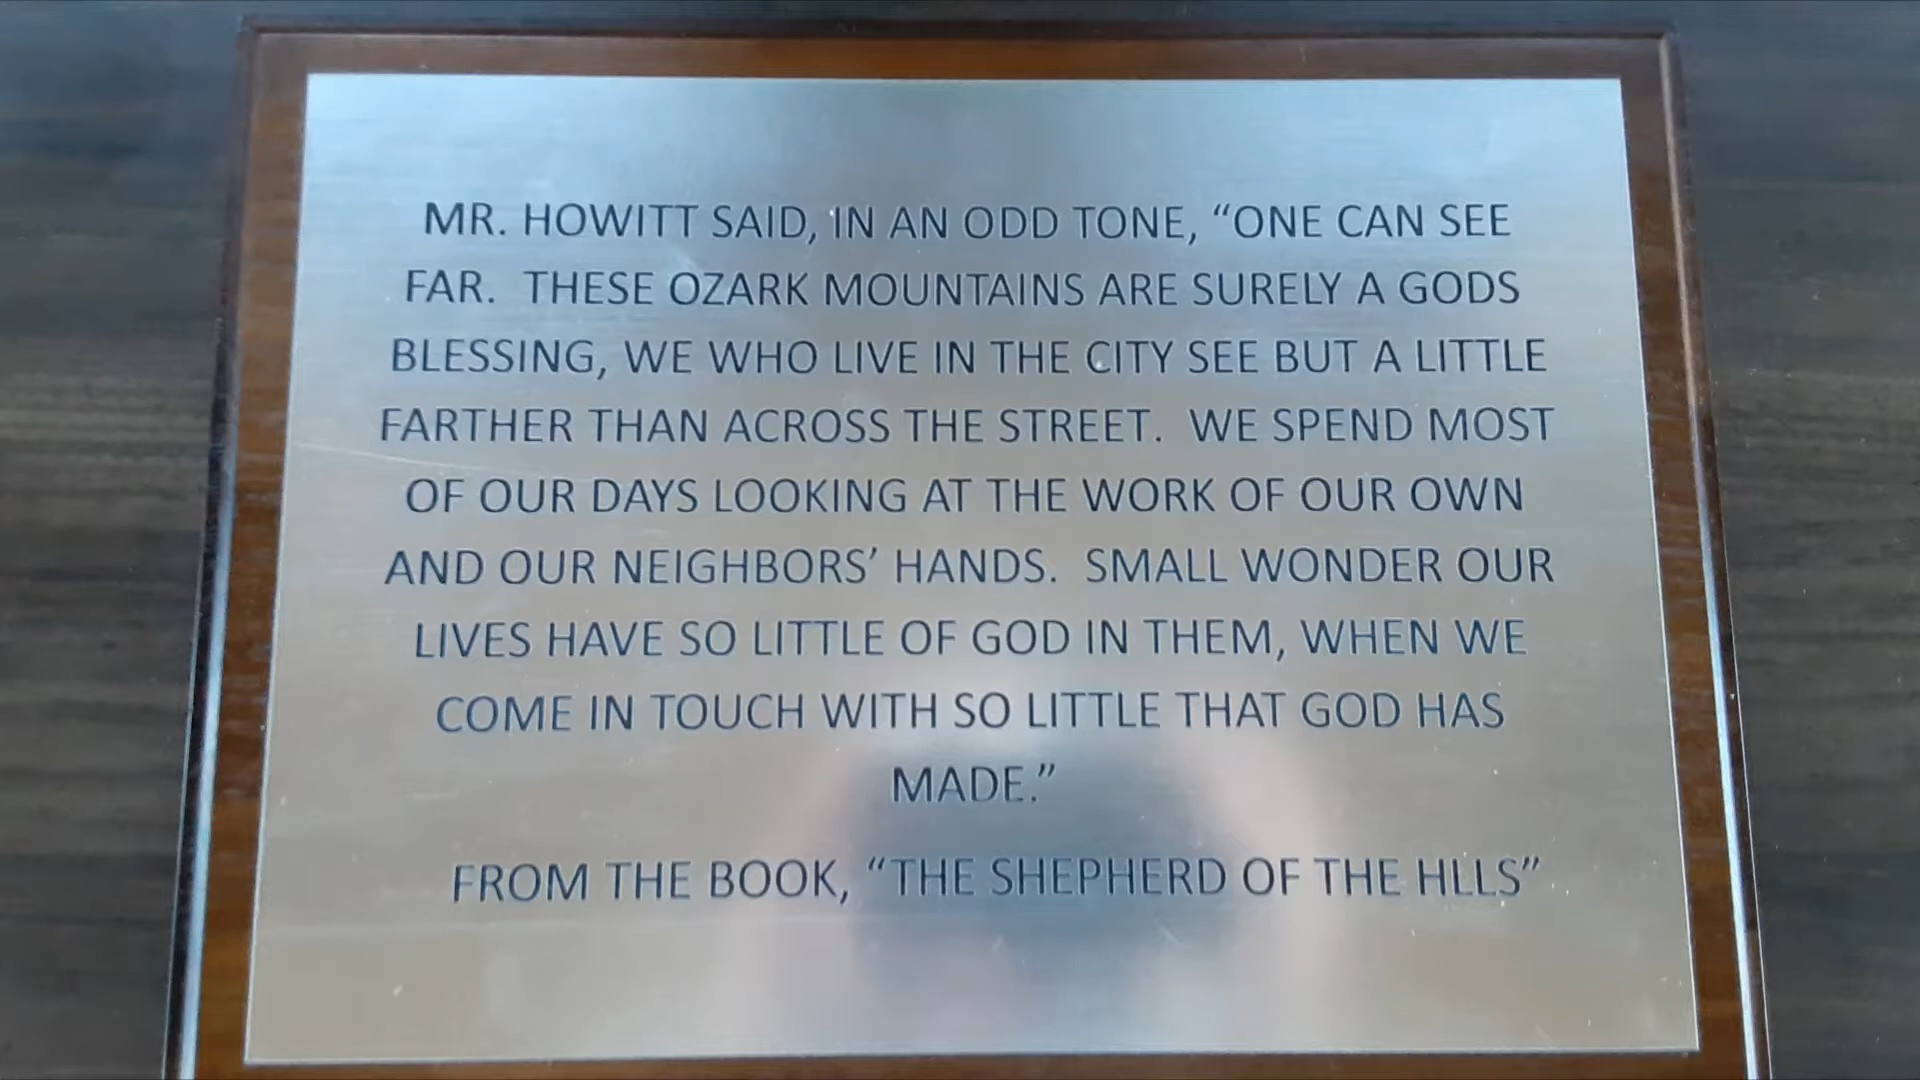 MR. HOWITT SAID, IN AN ODD TONE, “ONE CAN SEE
FAR.  THESE OZARK MOUNTAINS ARE SURELY A GODS
BLESSING, WE WHO LIVE IN THE CITY SEE BUT A LITTLE
FARTHER THAN ACROSS THE STREET.  WE SPEND MOST
OF OUR DAYS LOOKING AT THE WORK OF OUR OWN
AND OUR NEIGHBORS’ HANDS.  SMALL WONDER OUR
LIVES HAVE SO LITTLE OF GOD IN THEM, WHEN WE
COME IN TOUCH WITH SO LITTLE THAT GOD HAS
MADE.”
FROM THE BOOK, “THE SHEPHERD OF THE HLLS”